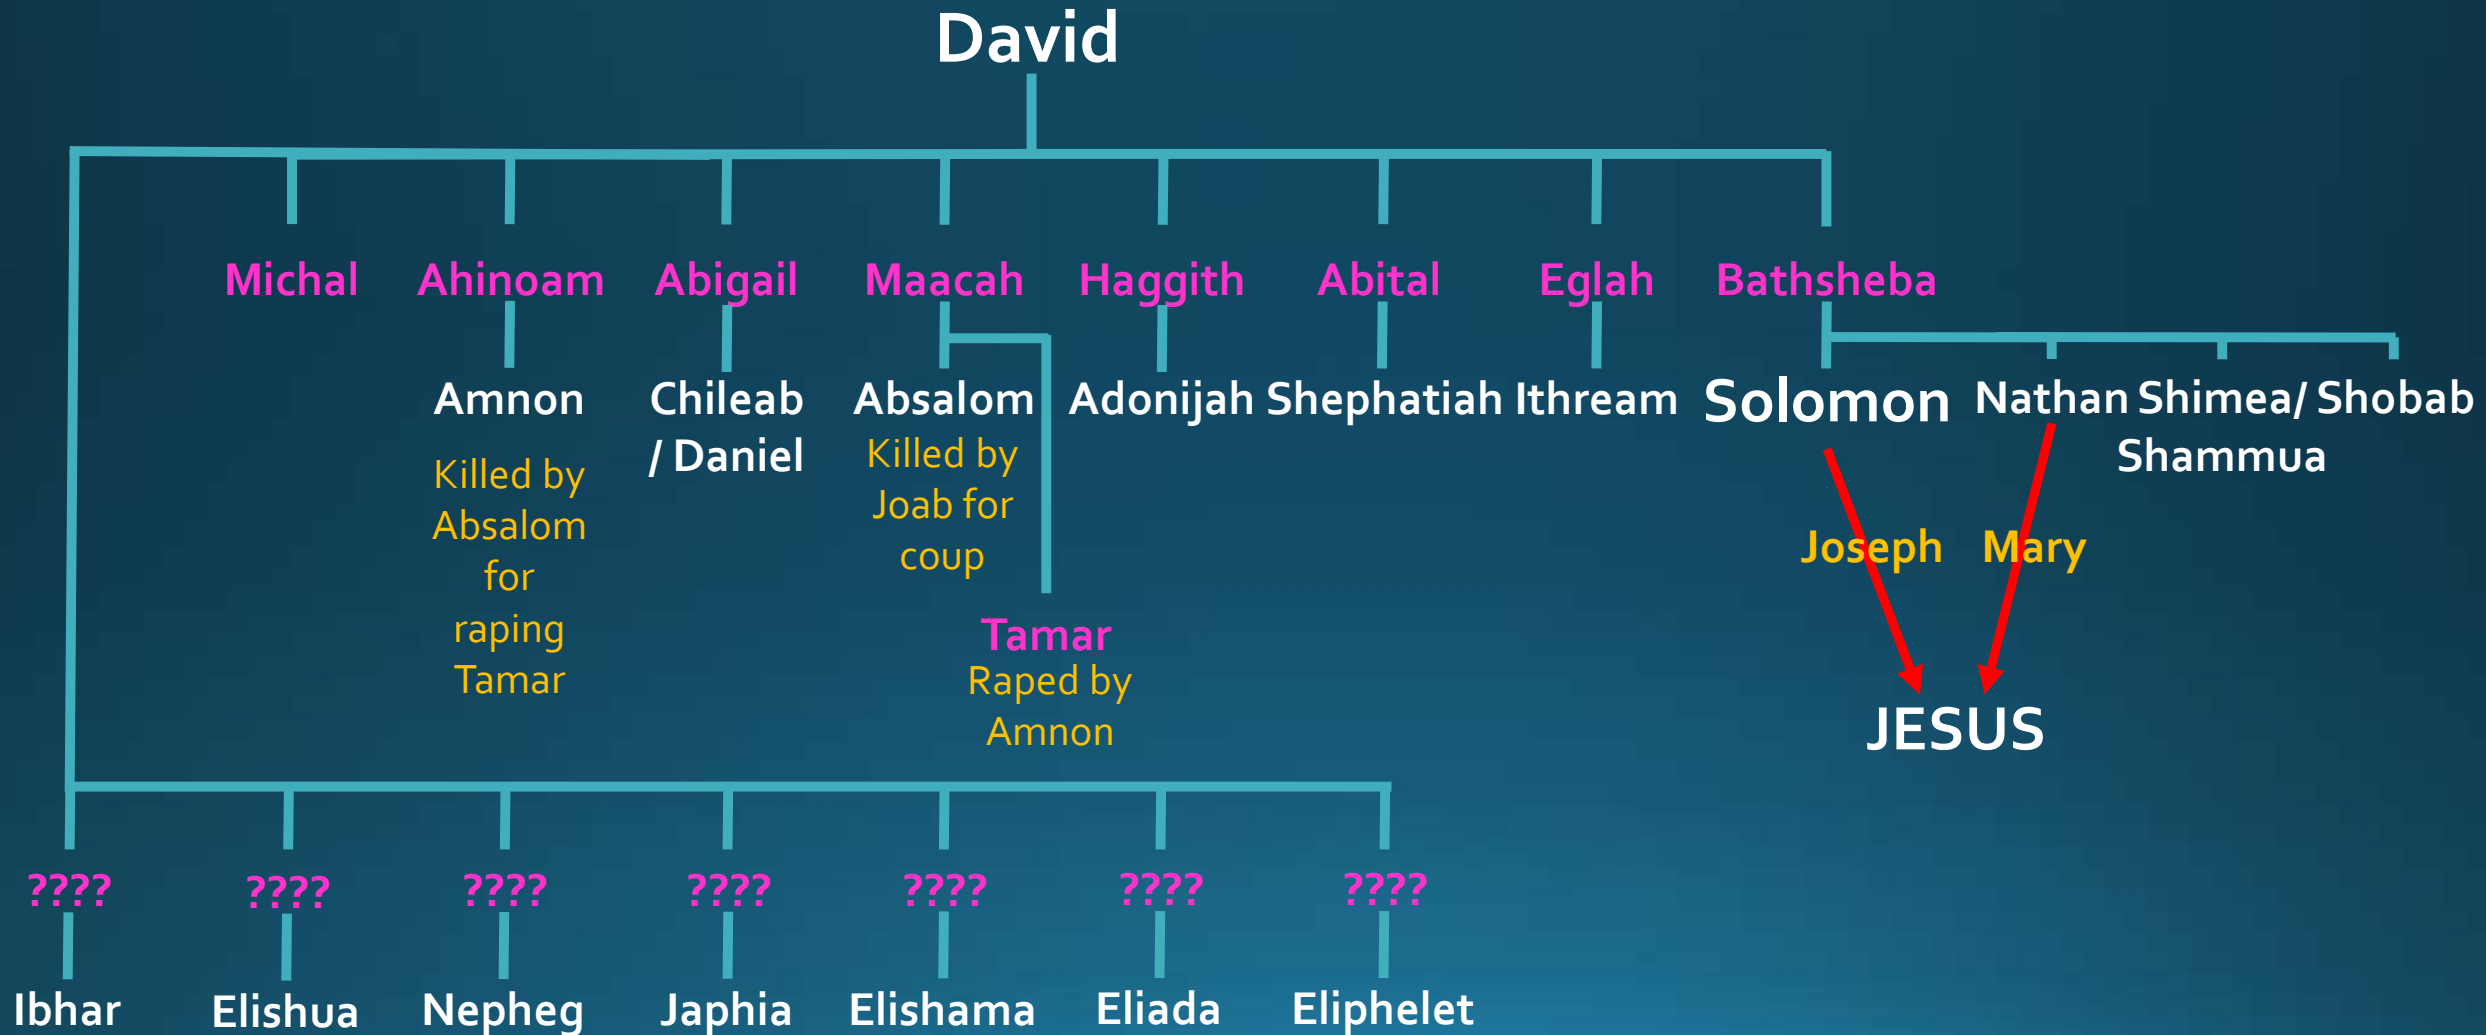 David
Michal Ahinoam Abigail Maacah Haggith Abital Eglah Bathsheba
Amnon
Killed by
Absalom
for
raping
Tamar
Chileab
/ Daniel
Absalom
Killed by
Joab for
coup
Tamar
Raped by
Amnon
Adonijah
Shephatiah
Ithream
Solomon
Nathan
Shimea/
Shammua
Shobab
Joseph Mary
JESUS
???? ???? ???? ???? ???? ???? ????
Ibhar Elishua Nepheg Japhia Elishama Eliada Eliphelet